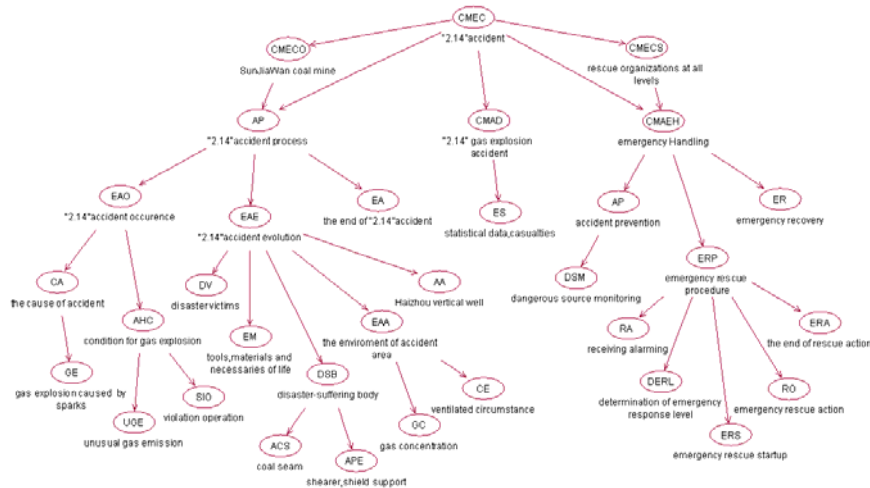 CMEC
"2.14"accident
CMECO
SunJiaWan coal mine
CMECS
rescue organizations at all
levels
AP
"2.14"accident process
CMAD
"2.14" gas explosion
accident
CMAEH
emergency Handling
EAO
"2.14"accident occurence
EAE
"2.14"accident evolution
EA
the end of "2.14"accident
ES
statistical data,casualties
AP
accident prevention
ER
emergency recovery
ERP
emergency rescue
procedure
CA
the cause of accident
AHC
condition for gas explosion
DV
disastervictims
EM
tools,materials and
necessaries of life
DSB
disaster-suffering body
EAA
the enviroment of accident
area
AA
Haizhou vertical well
DSM
dangerous source monitoring
RA
receiving alarming
ERA
the end of rescue action
GE
gas explosion caused by
sparks
UGE
unusual gas emission
SIO
violation operation
ACS
coal seam
APE
shearer,shield support
GC
gas concentration
CE
ventilated circumstance
DERL
determination of emergency
response level
ERS
emergency rescue startup
RO
emergency rescue action